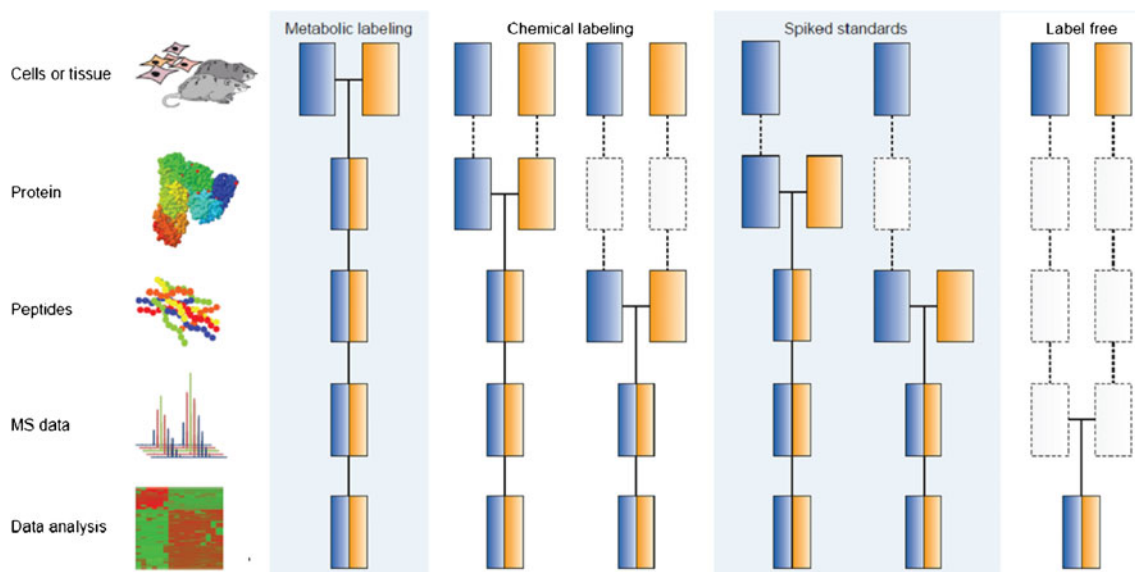 Metabolic labeling
Chemical labeling
Spiked standards
Label free
Cells or tissue
Protein
Peptides
MS data
Data analysis